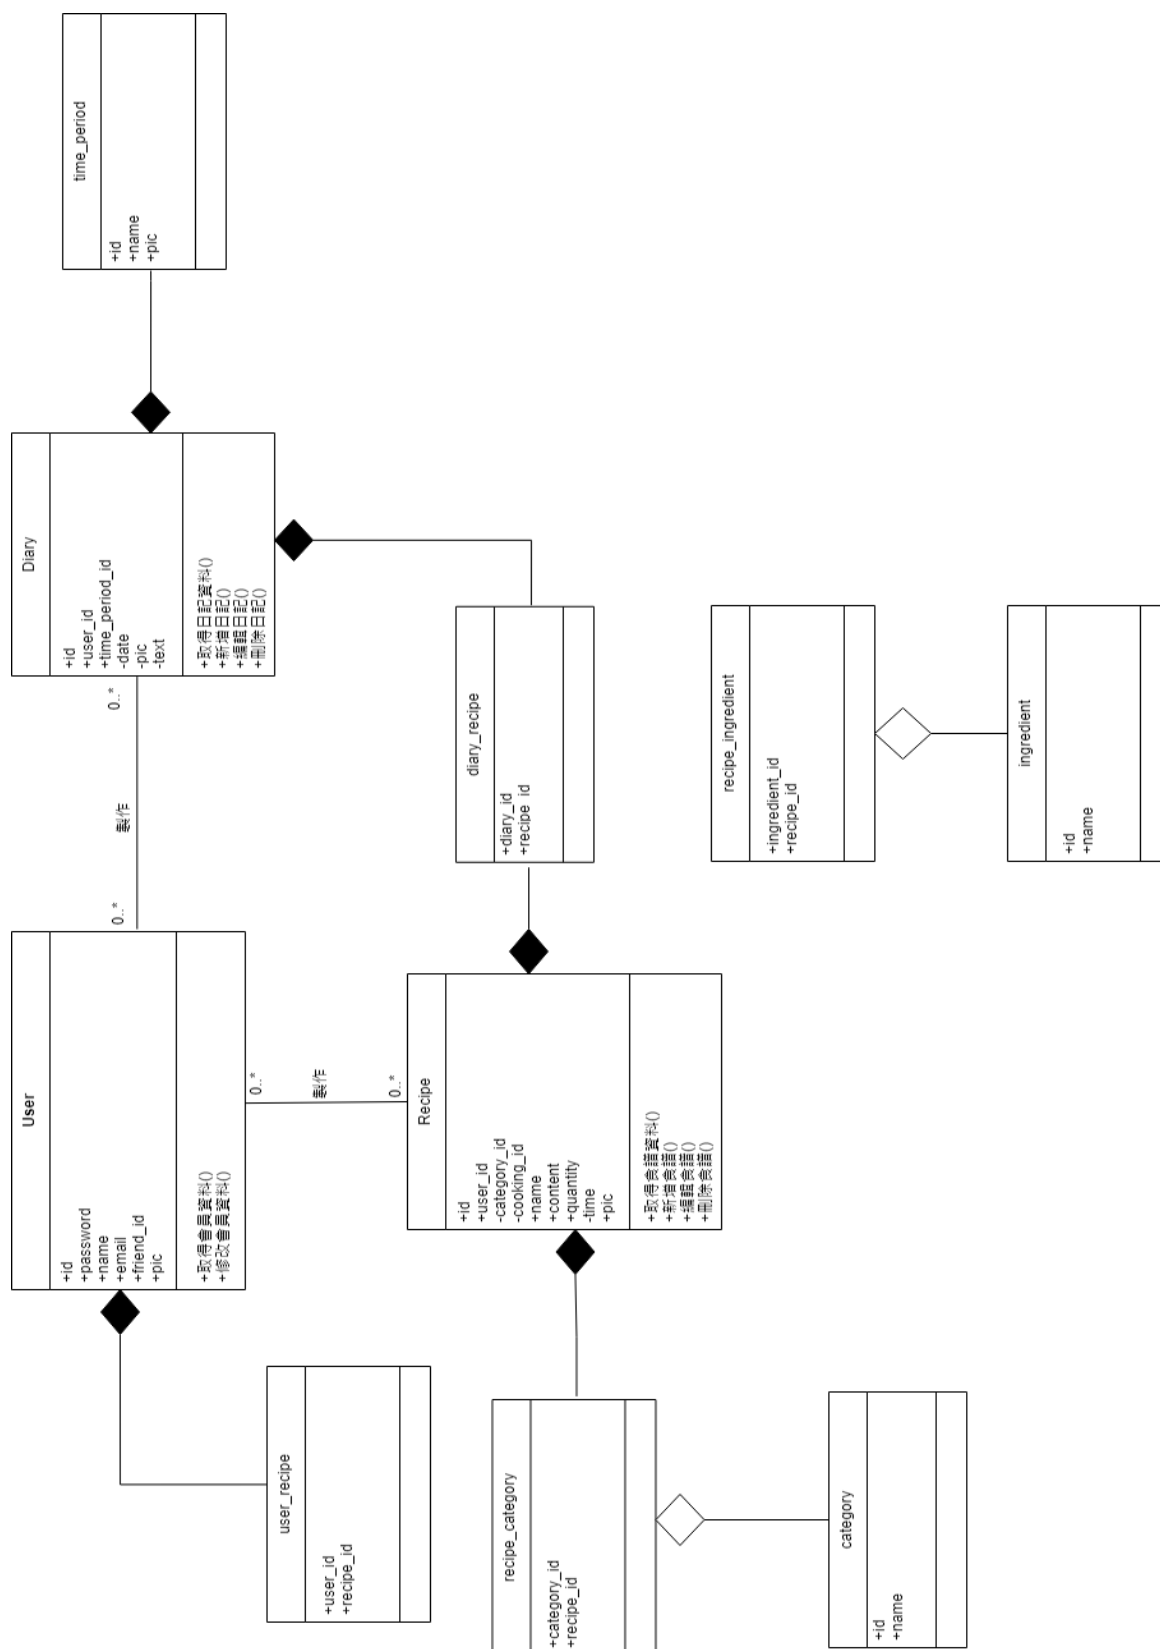 User
+id
+password
+name
+email
+friend_id
+pic
+取得會員資料()
+修改會員資料()
0..*
製作
0..*
Diary
+id
+user_id
+time_period_id
-date
-pic
-text
+取得日記資料()
+新增日記()
+編輯日記()
+刪除日記()
time_period
+id
+name
+pic
0..*
製作
0..*
user_recipe
+user_id
+recipe_id
Recipe
+id
+user_id
-category_id
-cooking_id
+name
+content
+quantity
-time
+pic
+取得食譜資料()
+新增食譜()
+編輯食譜()
+刪除食譜()
diary_recipe
+diary_id
+recipe_id
recipe_category
+category_id
+recipe_id
recipe_ingredient
+ingredient_id
+recipe_id
category
+id
+name
ingredient
+id
+name